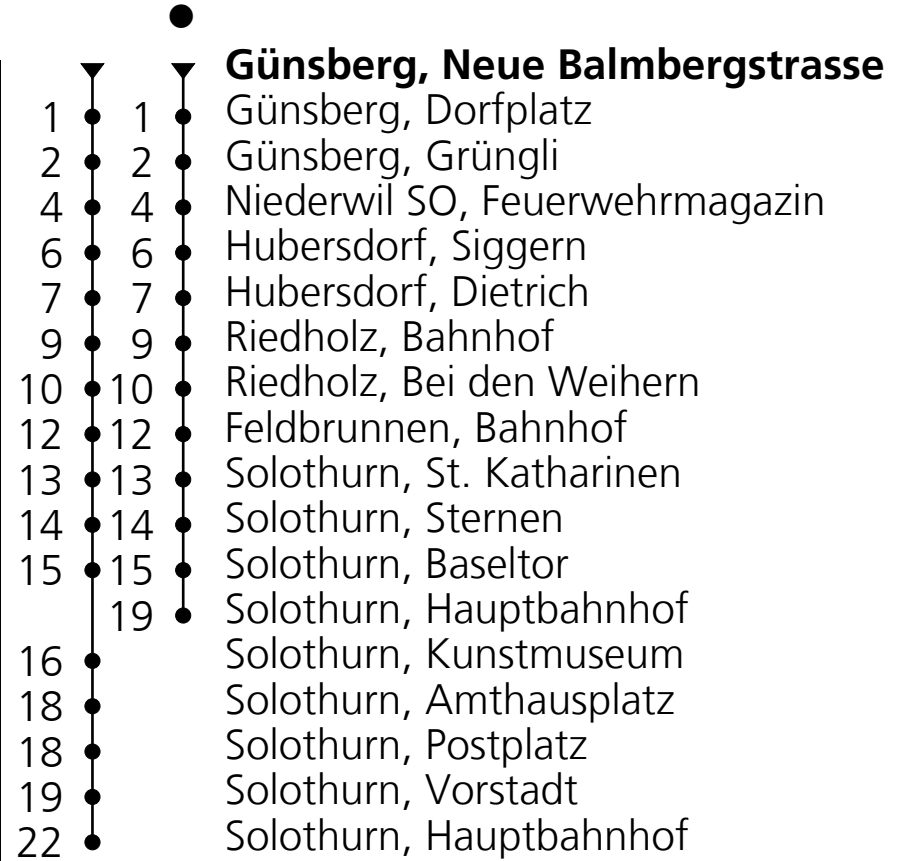 Günsberg, Neue Balmbergstrasse
1 1 Günsberg, Dorfplatz
2 2 Günsberg, Grüngli
4 4 Niederwil SO, Feuerwehrmagazin
6 6 Hubersdorf, Siggern
7 7 Hubersdorf, Dietrich
9 9 Riedholz, Bahnhof
10 10 Riedholz, Bei den Weihern
12 12 Feldbrunnen, Bahnhof
13 13 Solothurn, St. Katharinen
14 14 Solothurn, Sternen
15 15 Solothurn, Baseltor
19 Solothurn, Hauptbahnhof
16 Solothurn, Kunstmuseum
18 Solothurn, Amthausplatz
18 Solothurn, Postplatz
19 Solothurn, Vorstadt
22 Solothurn, Hauptbahnhof